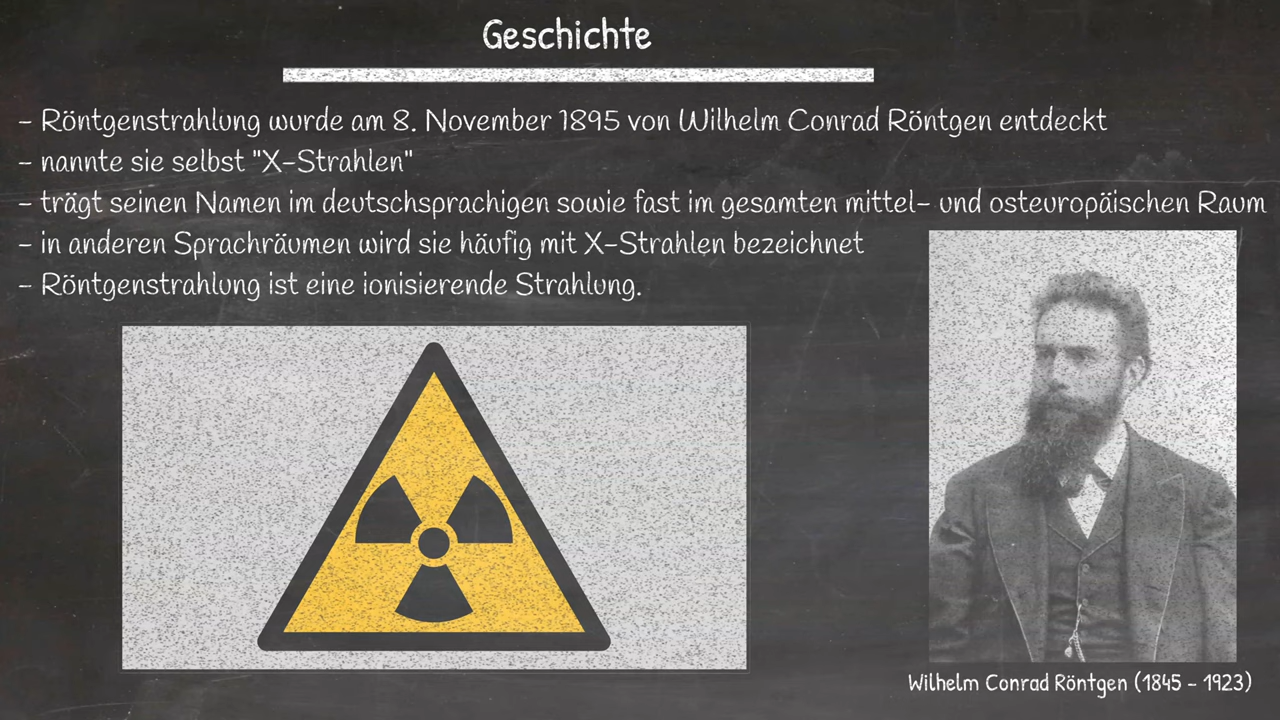 Geschichte
- Röntgenstrahlung wurde am 8. November 1895 von Wilhelm Conrad Röntgen entdeckt
- nannte sie selbst "X-Strahlen"
- trägt seinen Namen im deutschsprachigen sowie fast im gesamten mittel- und osteuropäischen Raum
- in anderen Sprachräumen wird sie häufig mit X-Strahlen bezeichnet
- Röntgenstrahlung ist eine ionisierende Strahlung.
Wilhelm Conrad Röntgen (1845 - 1923)